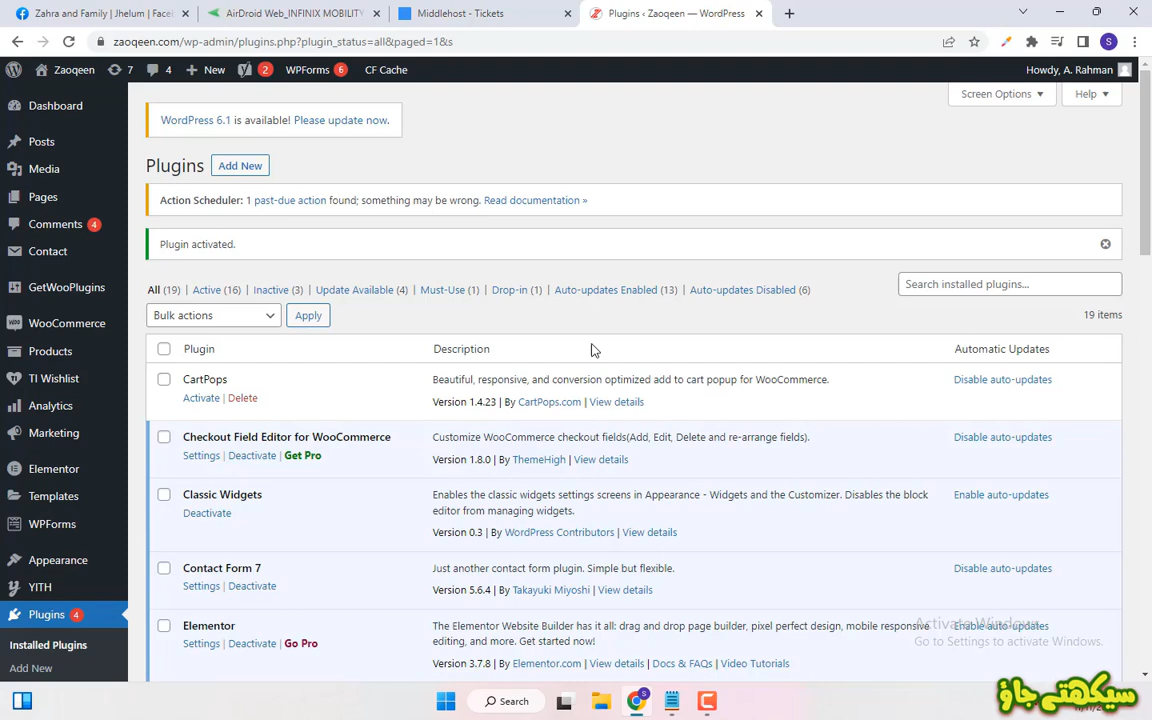 Zahra and Family | Jhelum | Faceb
AirDroid Web_INFINIX MOBILITY
Middlehost - Tickets
Plugins ‹ Zaoqeen — WordPress
zaoqeen.com/wp-admin/plugins.php?plugin_status=all&paged=1&s
S
Zaoqeen
7
4
New
2
WPForms 6
CF Cache
Howdy, A. Rahman
Dashboard
Posts
Media
Pages
Comments 4
Contact
GetWooPlugins
WooCommerce
Products
TI Wishlist
Analytics
Marketing
Elementor
Templates
WPForms
Appearance
YITH
Plugins 4
Installed Plugins
Add New
Screen Options
Help
WordPress 6.1 is available! Please update now.
Plugins Add New
Action Scheduler: 1 past-due action found; something may be wrong. Read documentation »
Plugin activated.
All (19) | Active (16) | Inactive (3) | Update Available (4) | Must-Use (1) | Drop-in (1) | Auto-updates Enabled (13) | Auto-updates Disabled (6)
Search installed plugins...
Bulk actions Apply
19 items
Plugin Description Automatic Updates
CartPops
Activate | Delete
Beautiful, responsive, and conversion optimized add to cart popup for WooCommerce.
Version 1.4.23 | By CartPops.com | View details
Disable auto-updates
Checkout Field Editor for WooCommerce
Settings | Deactivate | Get Pro
Customize WooCommerce checkout fields(Add, Edit, Delete and re-arrange fields).
Version 1.8.0 | By ThemeHigh | View details
Disable auto-updates
Classic Widgets
Deactivate
Enables the classic widgets settings screens in Appearance - Widgets and the Customizer. Disables the block
editor from managing widgets.
Version 0.3 | By WordPress Contributors | View details
Enable auto-updates
Contact Form 7
Settings | Deactivate
Just another contact form plugin. Simple but flexible.
Version 5.6.4 | By Takayuki Miyoshi | View details
Disable auto-updates
Elementor
Settings | Deactivate | Go Pro
The Elementor Website Builder has it all: drag and drop page builder, pixel perfect design, mobile responsive
editing, and more. Get started now!
Version 3.7.8 | By Elementor.com | View details | Docs & FAQs | Video Tutorials
Enable auto-updates
Activate Windows
Go to Settings to activate Windows.
Search
سیکھتے جاؤ